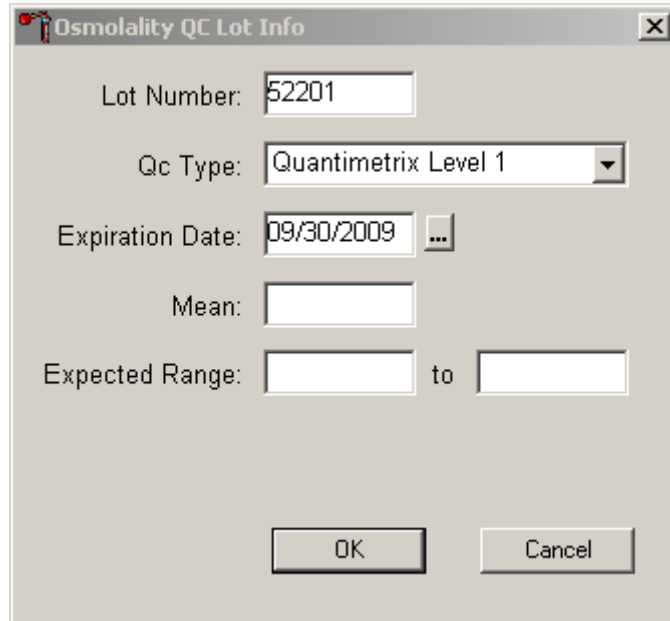 Osmolality QC Lot Info
Lot Number: 52201
Qc Type: Quantimetrix Level 1
Expiration Date: 09/30/2009 ...
Mean:
Expected Range: to
OK Cancel